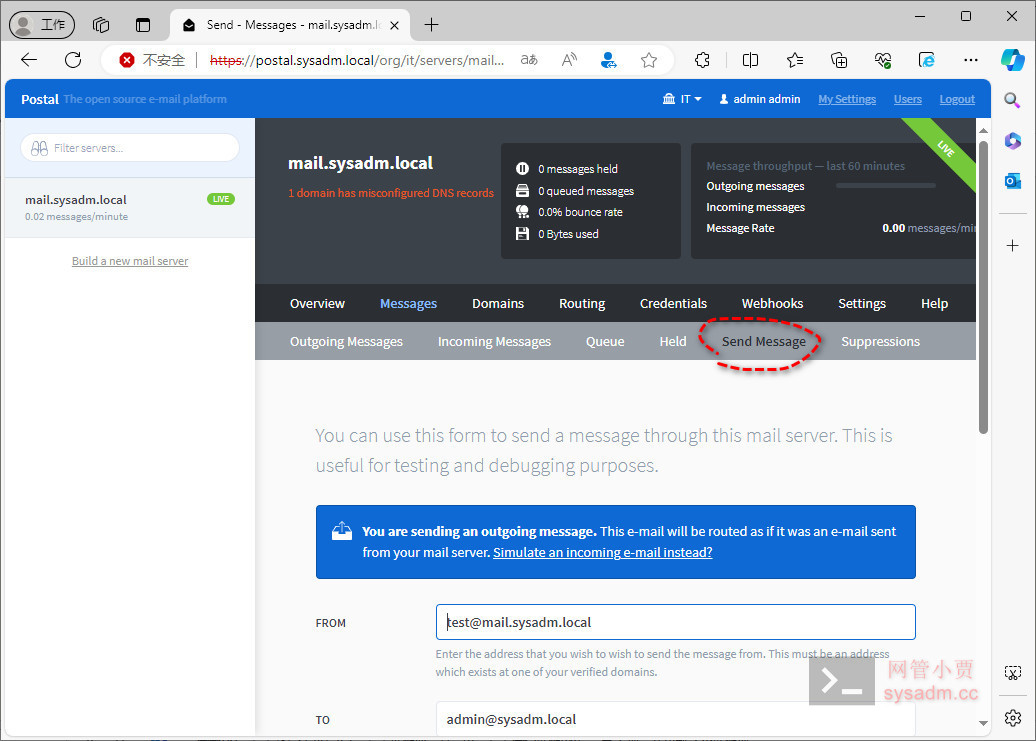 工作
Send - Messages - mail.sysadm.l
不安全
https://postal.sysadm.local/org/it/servers/mail...
Postal The open source e-mail platform
IT
admin admin
My Settings
Users
Logout
Filter servers...
mail.sysadm.local
LIVE
0.02 messages/minute
Build a new mail server
mail.sysadm.local
1 domain has misconfigured DNS records
0 messages held
0 queued messages
0.0% bounce rate
0 Bytes used
Message throughput — last 60 minutes
Outgoing messages
Incoming messages
Message Rate
0.00 messages/min
LIVE
Overview
Messages
Domains
Routing
Credentials
Webhooks
Settings
Help
Outgoing Messages
Incoming Messages
Queue
Held
Send Message
Suppressions
You can use this form to send a message through this mail server. This is
useful for testing and debugging purposes.
You are sending an outgoing message. This e-mail will be routed as if it was an e-mail sent
from your mail server. Simulate an incoming e-mail instead?
FROM
test@mail.sysadm.local
Enter the address that you wish to wish to send the message from. This must be an address
which exists at one of your verified domains.
TO
admin@sysadm.local
网管小贾
sysadm.cc